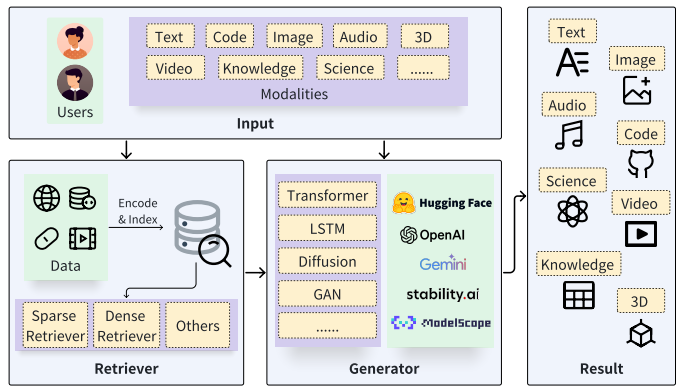 Text
Code
Image
Audio
3D
Video
Knowledge
Science
......
Users
Modalities
Input
Encode
& Index
Data
Sparse
Retriever
Dense
Retriever
Others
Retriever
Transformer
LSTM
Diffusion
GAN
......
Hugging Face
OpenAI
Gemini
stability.ai
ModelScope
Generator
Text
Image
Audio
Code
Science
Video
Knowledge
3D
Result